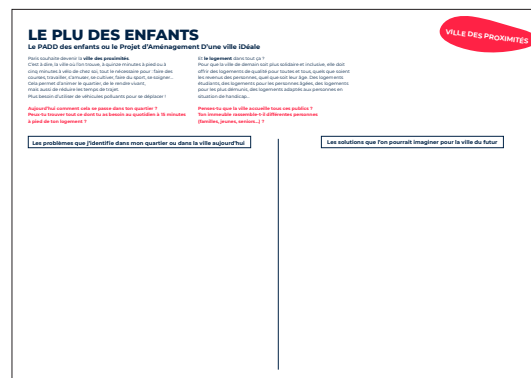 LE PLU DES ENFANTS
Le PADD des enfants ou le Projet d'Aménagement D'une ville iDéale
VILLE DES PROXIMITÉS
Paris souhaite devenir la ville des proximités.
C'est à dire, la ville où l'on trouve, à quinze minutes à pied ou à
cinq minutes à vélo de chez soi, tout le nécessaire pour : faire des
courses, travailler, s'amuser, se cultiver, faire du sport, se soigner...
Cela permet d'animer le quartier, de le rendre vivant,
mais aussi de réduire les temps de trajet.
Plus besoin d'utiliser de véhicules polluants pour se déplacer !
Aujourd'hui comment cela se passe dans ton quartier ?
Peux-tu trouver tout ce dont tu as besoin au quotidien à 15 minutes
à pied de ton logement ?
Et le logement dans tout ça ?
Pour que la ville de demain soit plus solidaire et inclusive, elle doit
offrir des logements de qualité pour toutes et tous, quels que soient
les revenus des personnes, quel que soit leur âge. Des logements
étudiants, des logements pour les personnes âgées, des logements
pour les plus démunis, des logements adaptés aux personnes en
situation de handicap...
Penses-tu que la ville accueille tous ces publics ?
Ton immeuble rassemble-t-il différentes personnes
(familles, jeunes, seniors...) ?
Les problèmes que j'identifie dans mon quartier ou dans la ville aujourd'hui
Les solutions que l'on pourrait imaginer pour la ville du futur